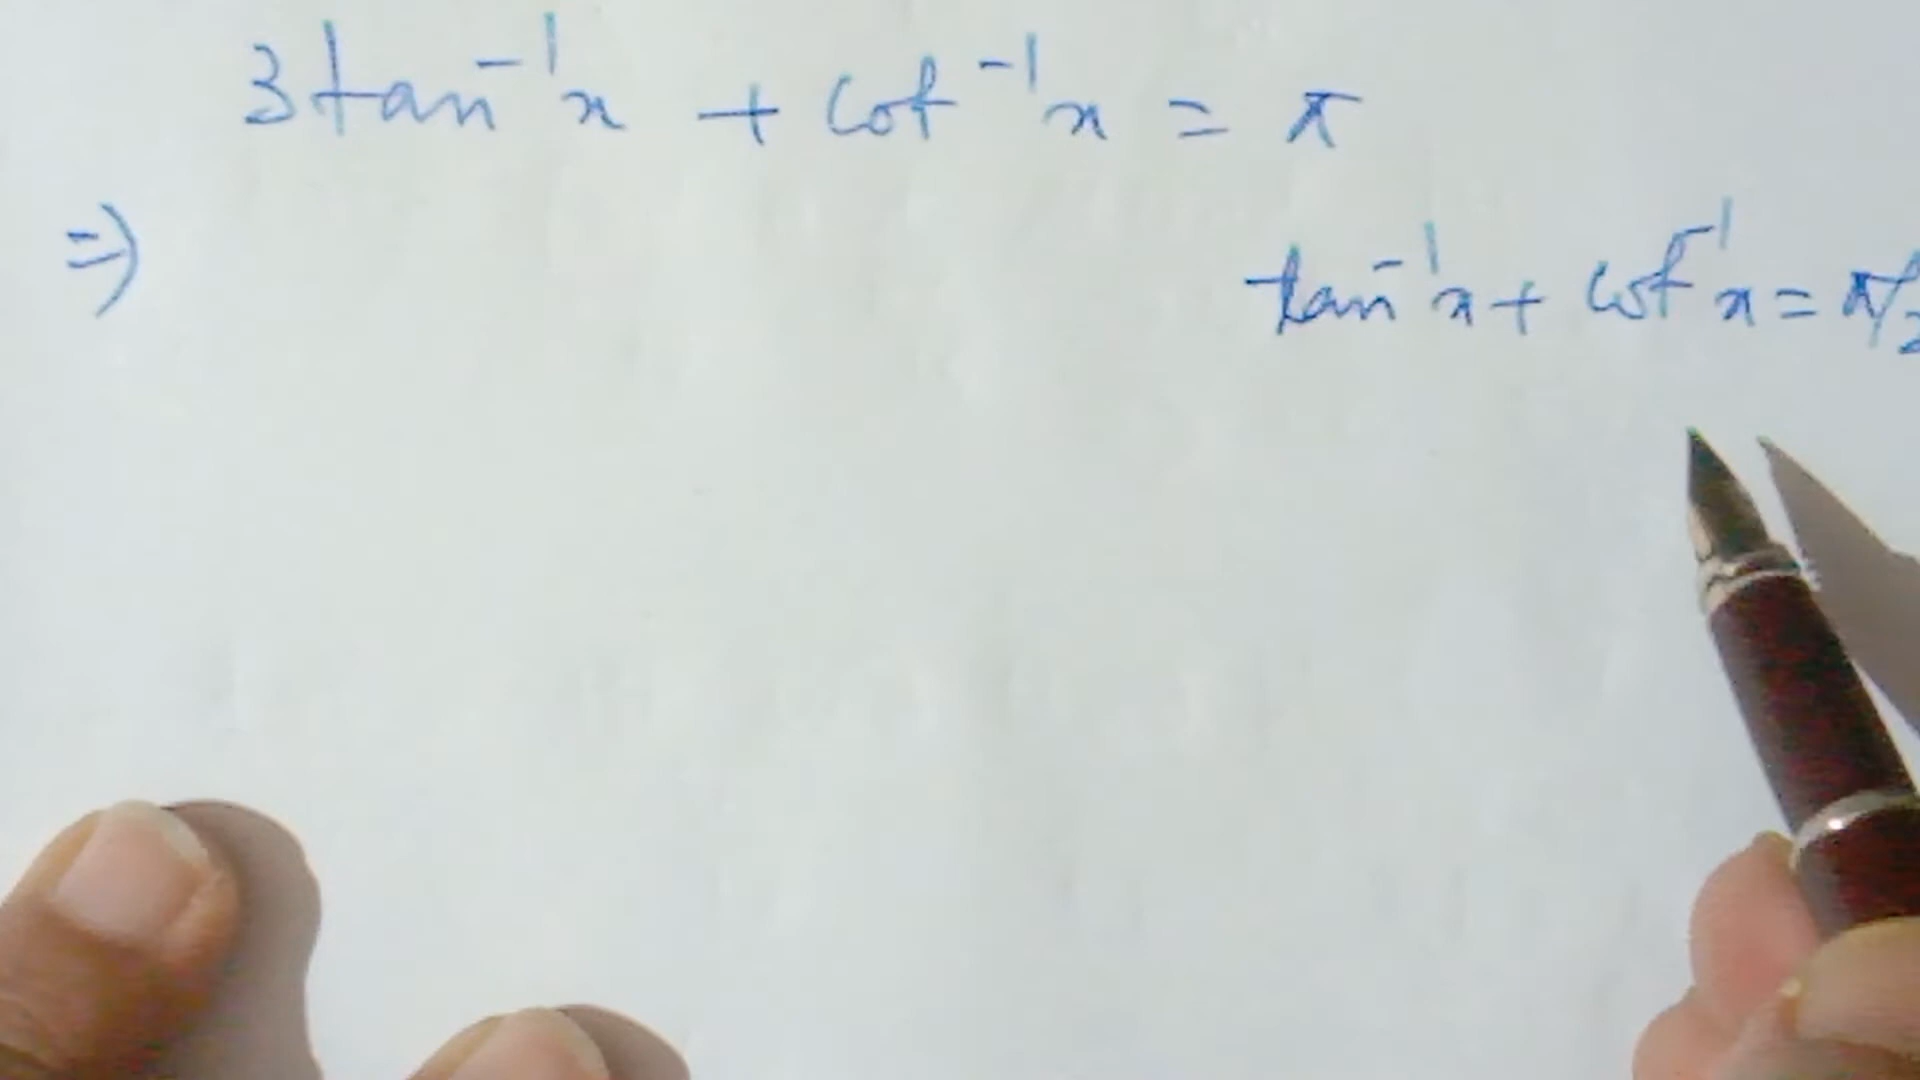 3tan⁻¹x + cot⁻¹x = π
⇒
tan⁻¹x + cot⁻¹x = π/2